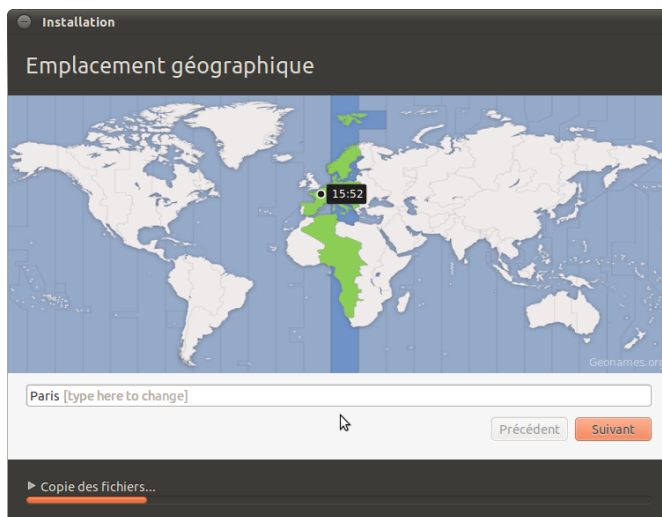 Installation
Emplacement géographique
15:52
Geonames.org
Paris [type here to change]
Précédent
Suivant
Copie des fichiers...